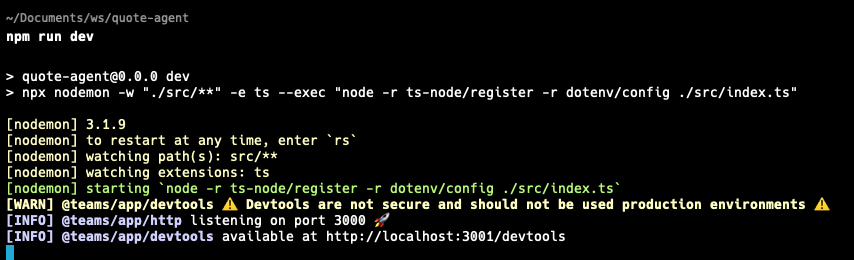 ~/Documents/ws/quote-agent
npm run dev
> quote-agent@0.0.0 dev
> npx nodemon -w "./src/**" -e ts --exec "node -r ts-node/register -r dotenv/config ./src/index.ts"
[nodemon] 3.1.9
[nodemon] to restart at any time, enter `rs`
[nodemon] watching path(s): src/**
[nodemon] watching extensions: ts
[nodemon] starting `node -r ts-node/register -r dotenv/config ./src/index.ts`
[WARN] @teams/app/devtools ⚠️ Devtools are not secure and should not be used production environments ⚠️
[INFO] @teams/app/http listening on port 3000 🚀
[INFO] @teams/app/devtools available at http://localhost:3001/devtools